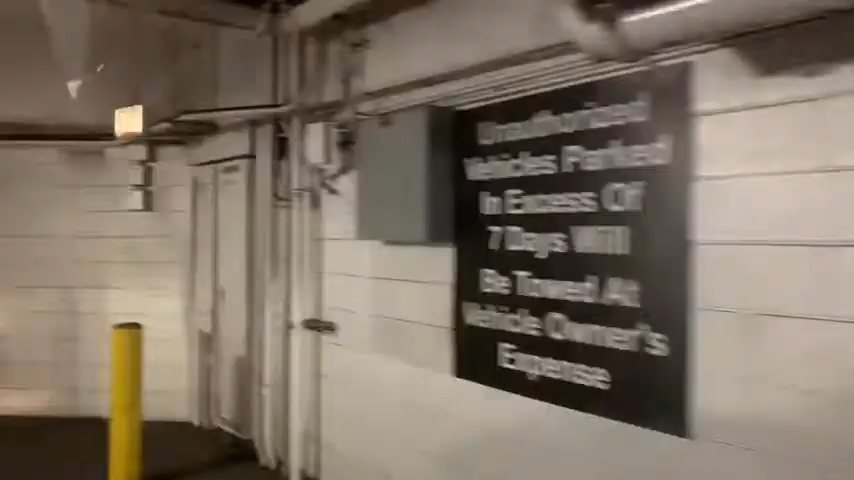 Unauthorized
Vehicles Parked
In Excess Of
7 Days Will
Be Towed At
Vehicle Owner's
Expense